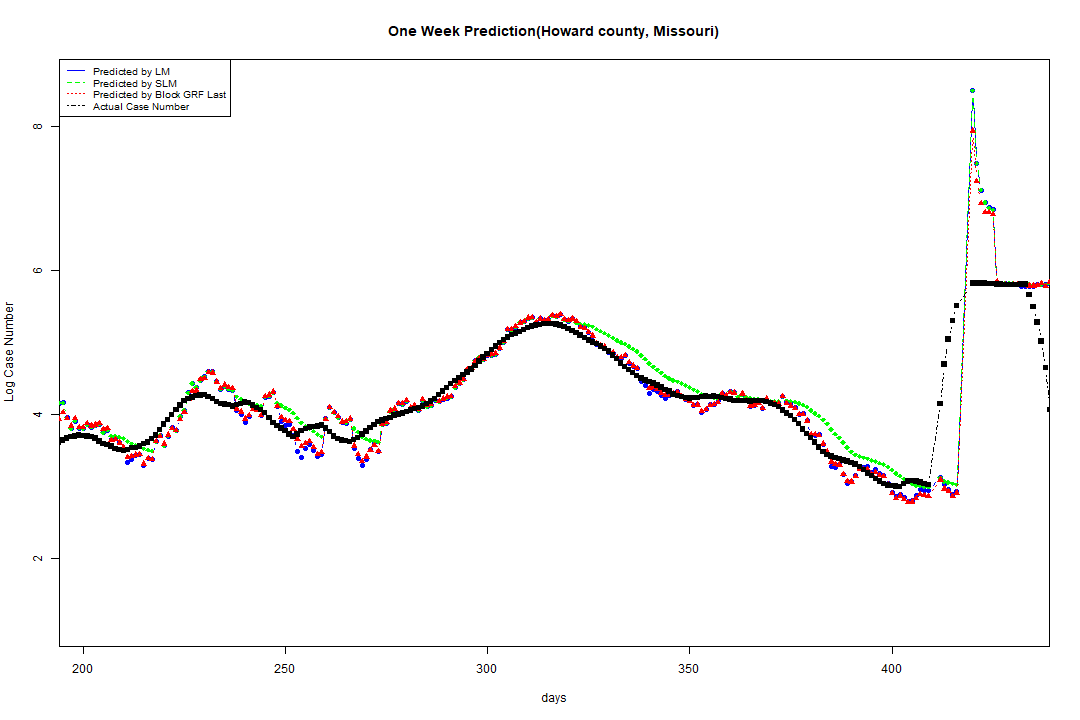 One Week Prediction(Howard county, Missouri)
Predicted by LM
Predicted by SLM
Predicted by Block GRF Last
Actual Case Number
Log Case Number
8
6
4
2
200 250 300 350 400
days